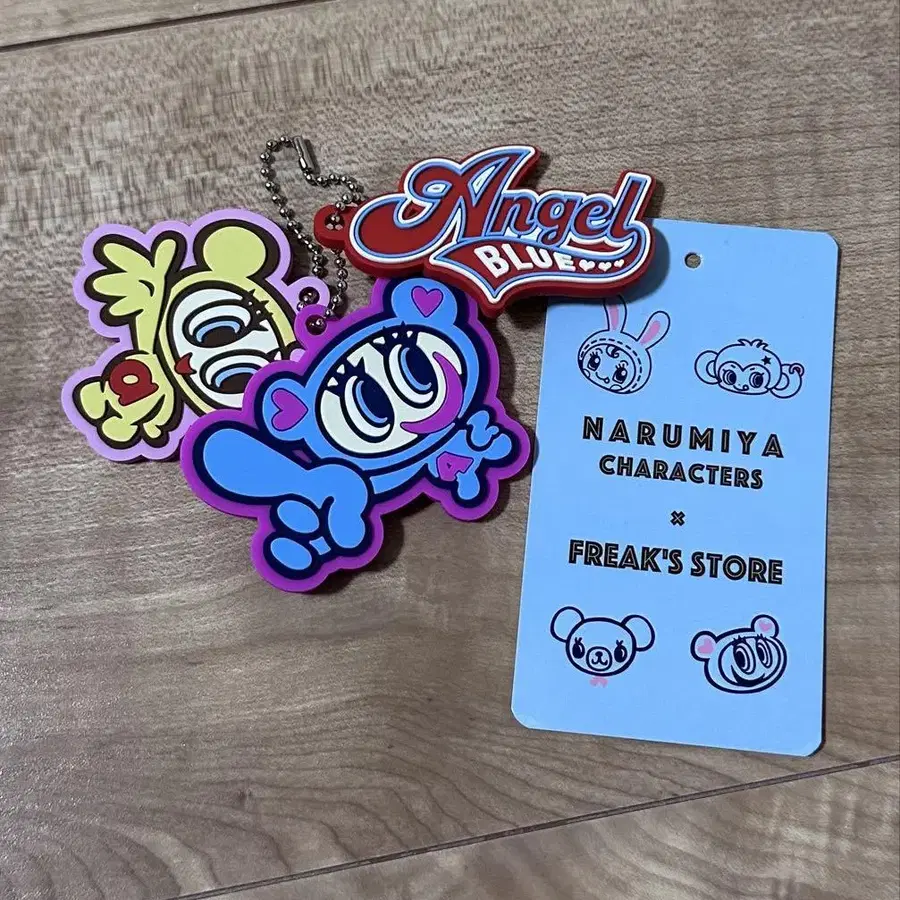 Angel
BLUE
a
A
NARUMIYA
CHARACTERS
×
FREAK'S STORE